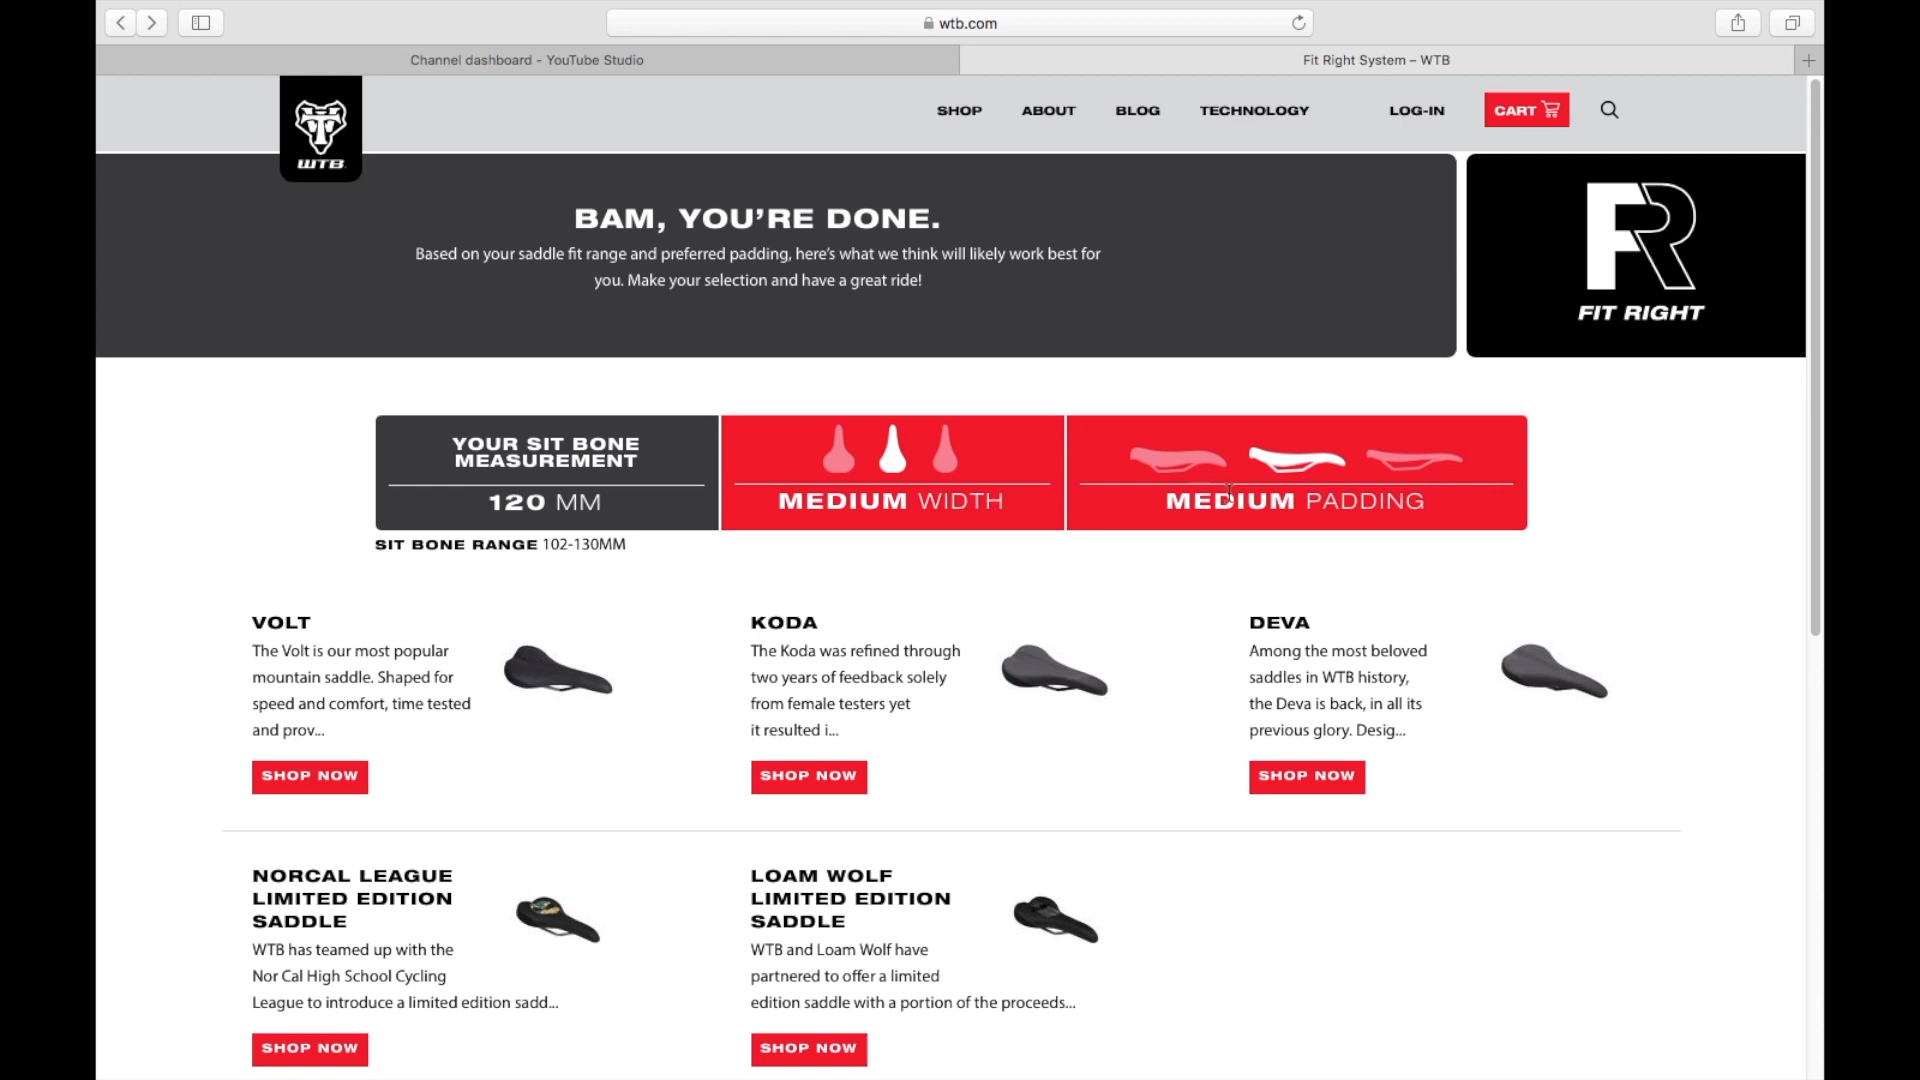 wtb.com
Channel dashboard - YouTube Studio
Fit Right System – WTB
WTB
SHOP
ABOUT
BLOG
TECHNOLOGY
LOG-IN
CART
BAM, YOU'RE DONE.
Based on your saddle fit range and preferred padding, here's what we think will likely work best for
you. Make your selection and have a great ride!
FR
FIT RIGHT
YOUR SIT BONE
MEASUREMENT
120 MM
MEDIUM WIDTH
MEDIUM PADDING
SIT BONE RANGE 102-130MM
VOLT
The Volt is our most popular
mountain saddle. Shaped for
speed and comfort, time tested
and prov...
SHOP NOW
KODA
The Koda was refined through
two years of feedback solely
from female testers yet
it resulted i...
SHOP NOW
DEVA
Among the most beloved
saddles in WTB history,
the Deva is back, in all its
previous glory. Desig...
SHOP NOW
NORCAL LEAGUE
LIMITED EDITION
SADDLE
WTB has teamed up with the
Nor Cal High School Cycling
League to introduce a limited edition sadd...
SHOP NOW
LOAM WOLF
LIMITED EDITION
SADDLE
WTB and Loam Wolf have
partnered to offer a limited
edition saddle with a portion of the proceeds...
SHOP NOW